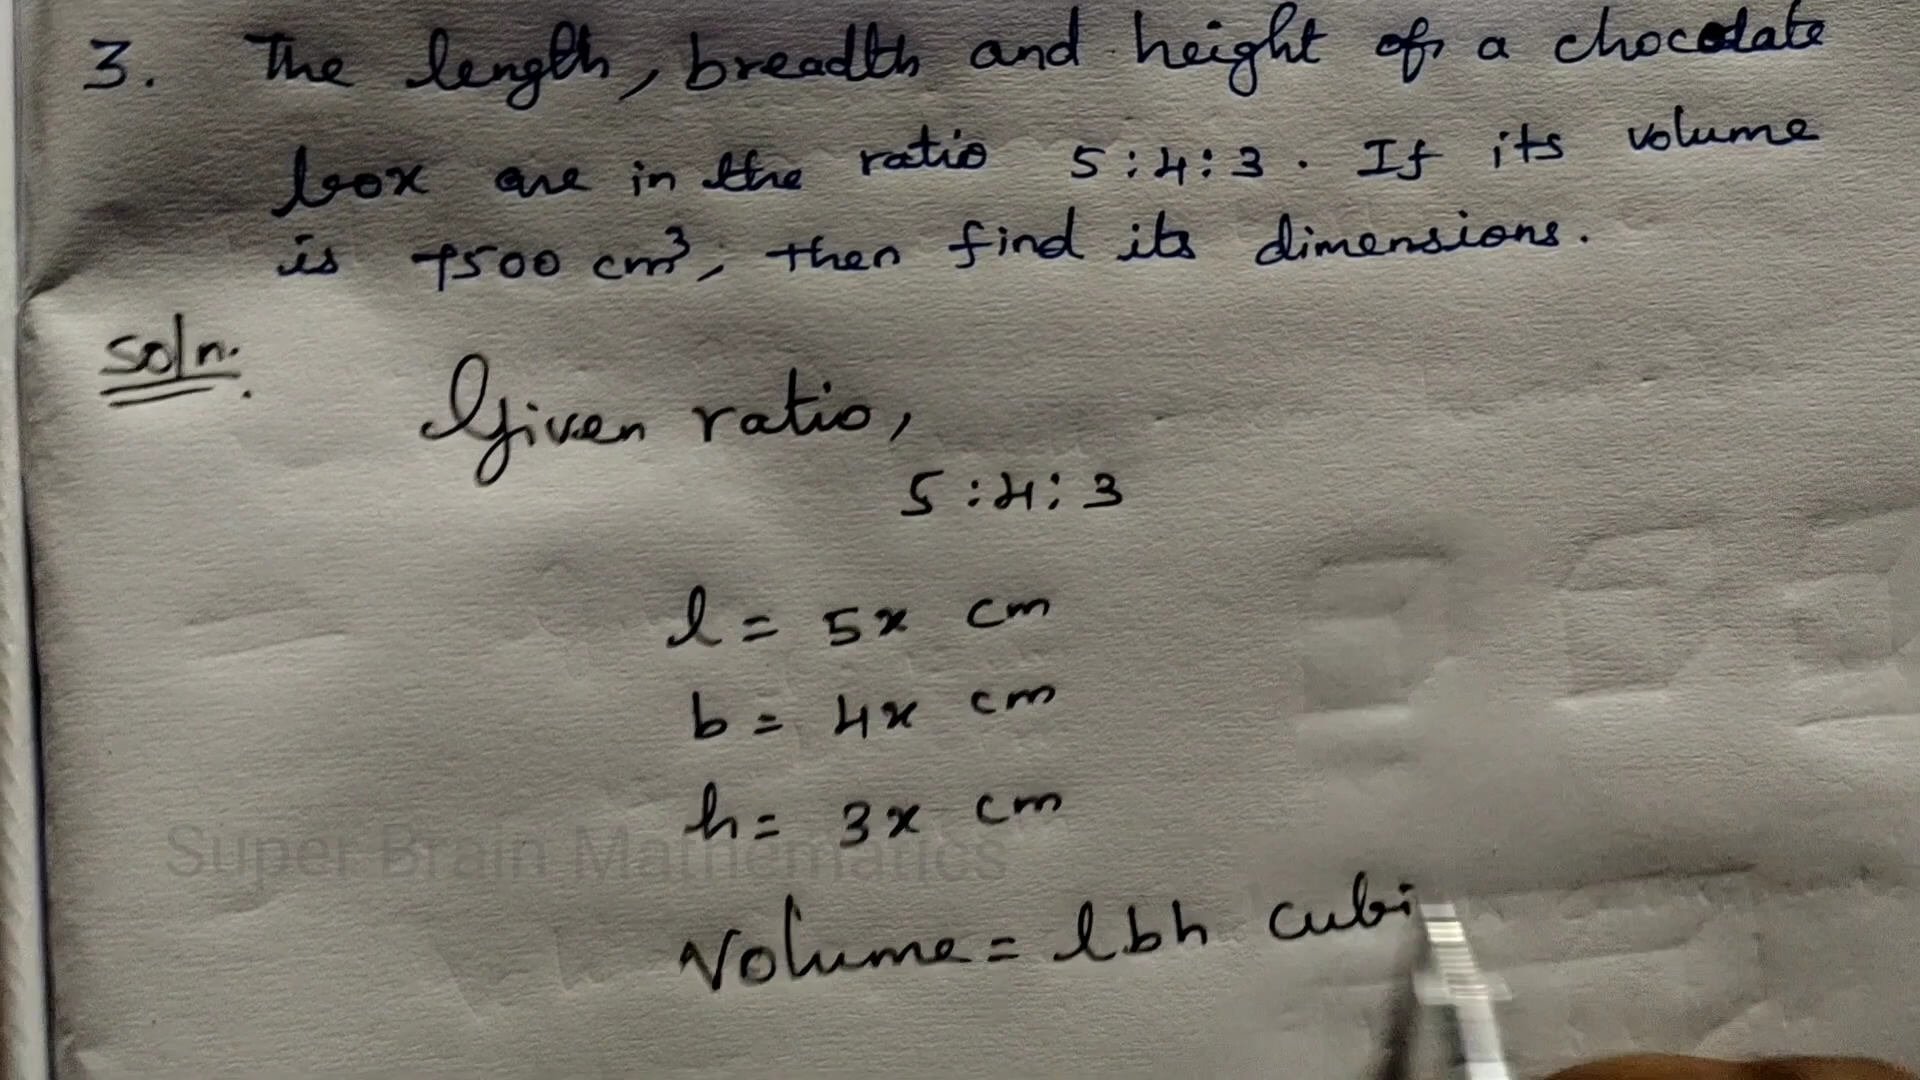 3. The length, breadth and height of a chocolate
box are in the ratio 5:4:3. If its volume
is 7500 cm³, then find its dimensions.
Soln.
Given ratio,
5:4:3
l = 5x cm
b = 4x cm
h = 3x cm
Super Brain Mathematics
Volume = lbh cubi